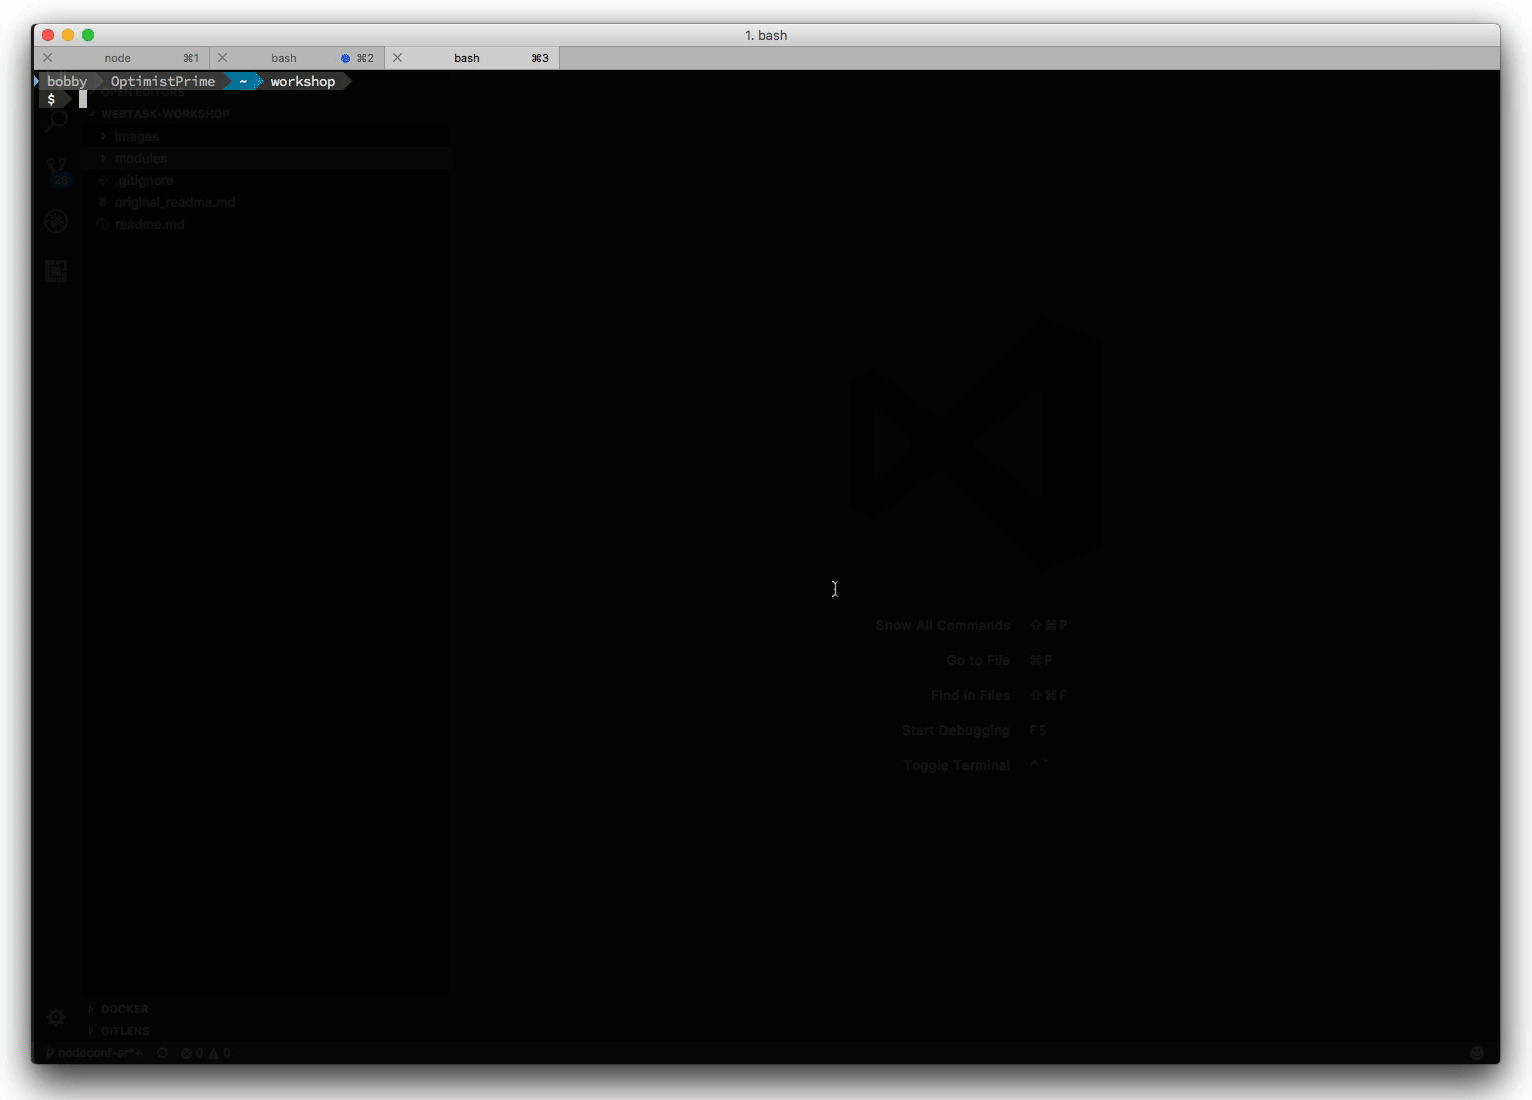 1. bash
node ⌘1 bash ⌘2 bash ⌘3
bobby OptimistPrime ~ workshop
$
OPEN EDITORS
WEBTASK-WORKSHOP
images
modules
28
.gitignore
original_readme.md
readme.md
Show All Commands ⇧⌘P
Go to File ⌘P
Find in Files ⇧⌘F
Start Debugging F5
Toggle Terminal ^`
DOCKER
GITLENS
nodeconf-ar*+ 0 0